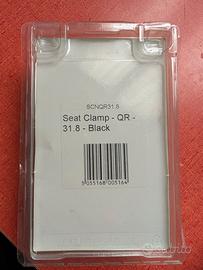 SCNQR31.8
Seat Clamp - QR -
31.8 - Black
5 055168 005164